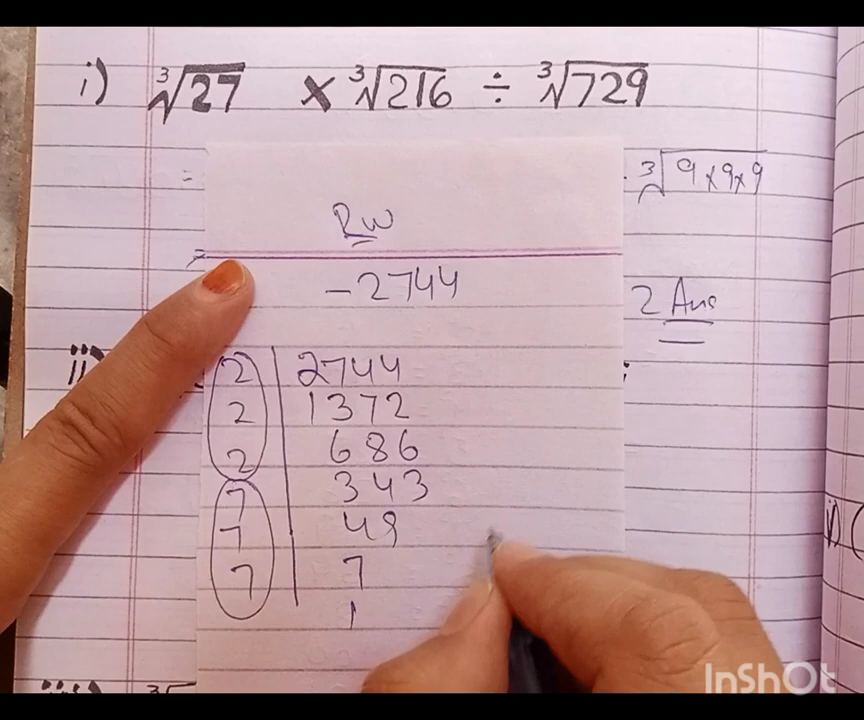 i) ∛27 × ∛216 ÷ ∛729
= ∛9×9×9
RW
=
-2744
2 Ans
ii)
2 | 2744
2 | 1372
2 | 686
7 | 343
7 | 49
7 | 7
1
InShOt